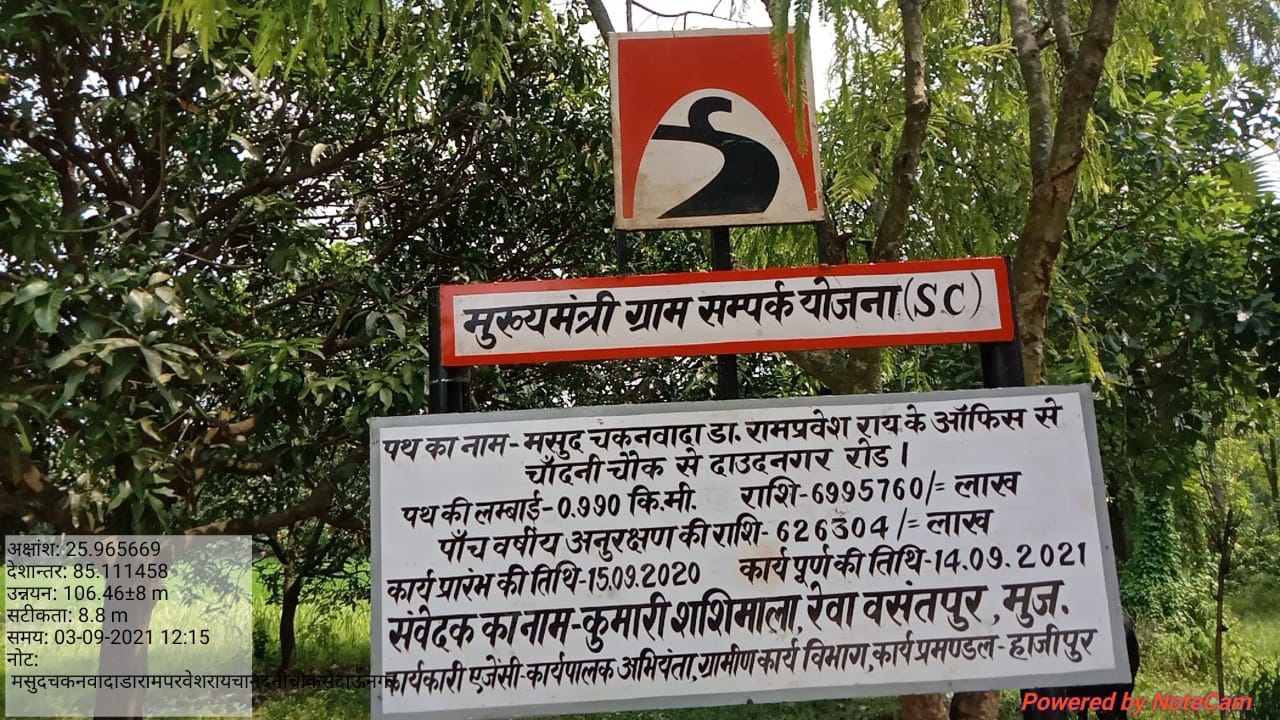 मुख्यमंत्री ग्राम सम्पर्क योजना (S.C)
पथ का नाम - मसुद चकनवादा डा. रामप्रवेश राय के ऑफिस से
चाँदनी चौक से दाउदनगर रोड।
पथ की लम्बाई - 0.990 कि.मी. राशि - 6995760/= लाख
पाँच वर्षीय अनुरक्षण की राशि - 626304/= लाख
कार्य प्रारंभ की तिथि - 15.09.2020 कार्य पूर्ण की तिथि - 14.09.2021
संवेदक का नाम - कुमारी शशिमाला, रेवा वसंतपुर, मुज.
कार्यकारी एजेंसी - कार्यपालक अभियंता, ग्रामीण कार्य विभाग, कार्य प्रमण्डल - हाजीपुर
अक्षांश: 25.965669
देशान्तर: 85.111458
उन्नयन: 106.46±8 m
सटीकता: 8.8 m
समय: 03-09-2021 12:15
नोट:
Powered by NoteCam